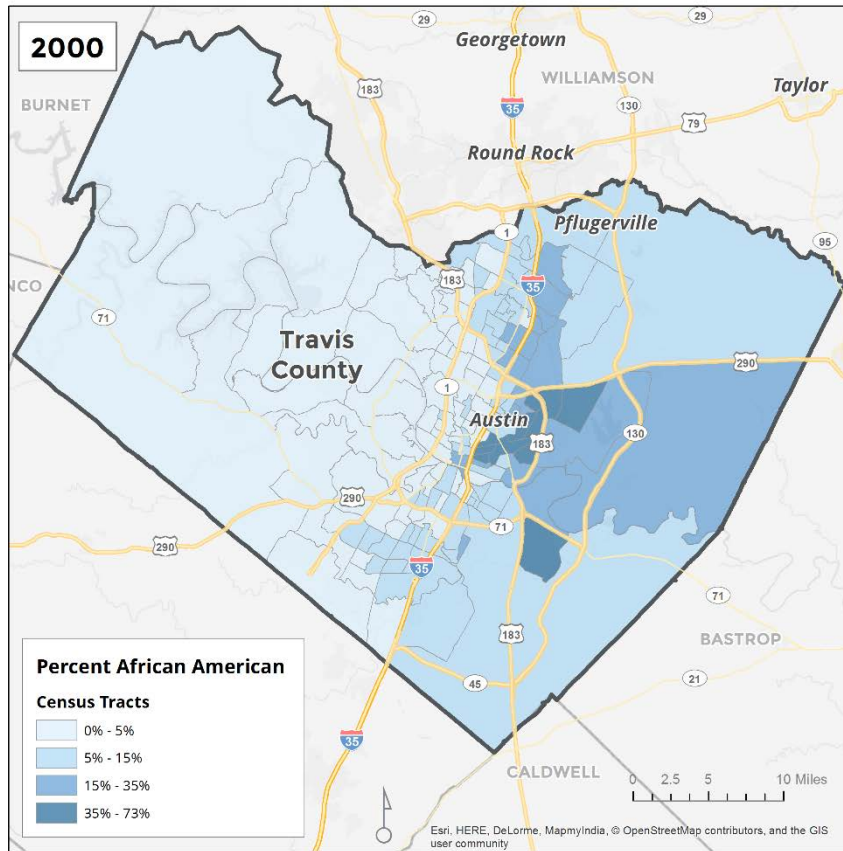 2000
29
29
Georgetown
183
WILLIAMSON
BURNET
Taylor
130
35
79
Round Rock
Pflugerville
1
95
183
35
NCO
71
Travis
County
290
1
Austin
183
130
290
71
290
35
71
183
BASTROP
45
21
35
CALDWELL
Percent African American
Census Tracts
0% - 5%
5% - 15%
15% - 35%
35% - 73%
0 2.5 5 10 Miles
Esri, HERE, DeLorme, MapmyIndia, © OpenStreetMap contributors, and the GIS
user community